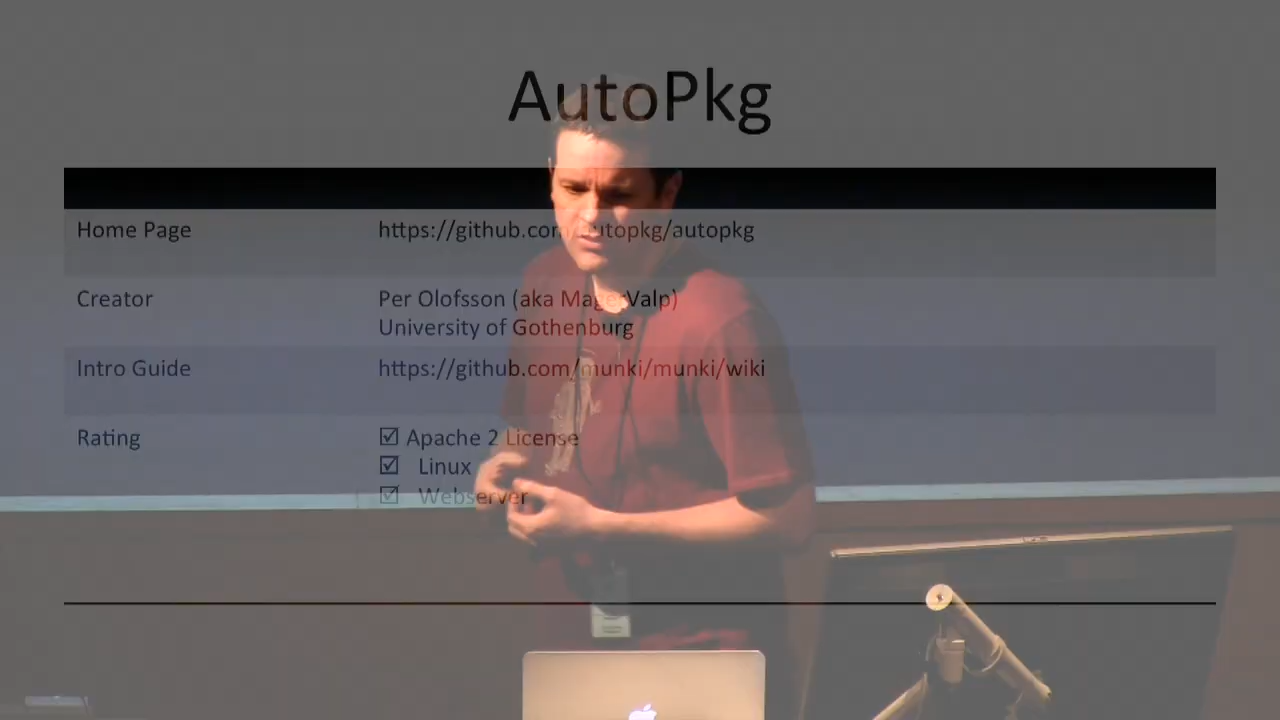 AutoPkg
Home Page https://github.com/autopkg/autopkg
Creator Per Olofsson (aka MagerValp)
University of Gothenburg
Intro Guide https://github.com/munki/munki/wiki
Rating ☑ Apache 2 License
☑ Linux
☑ Webserver